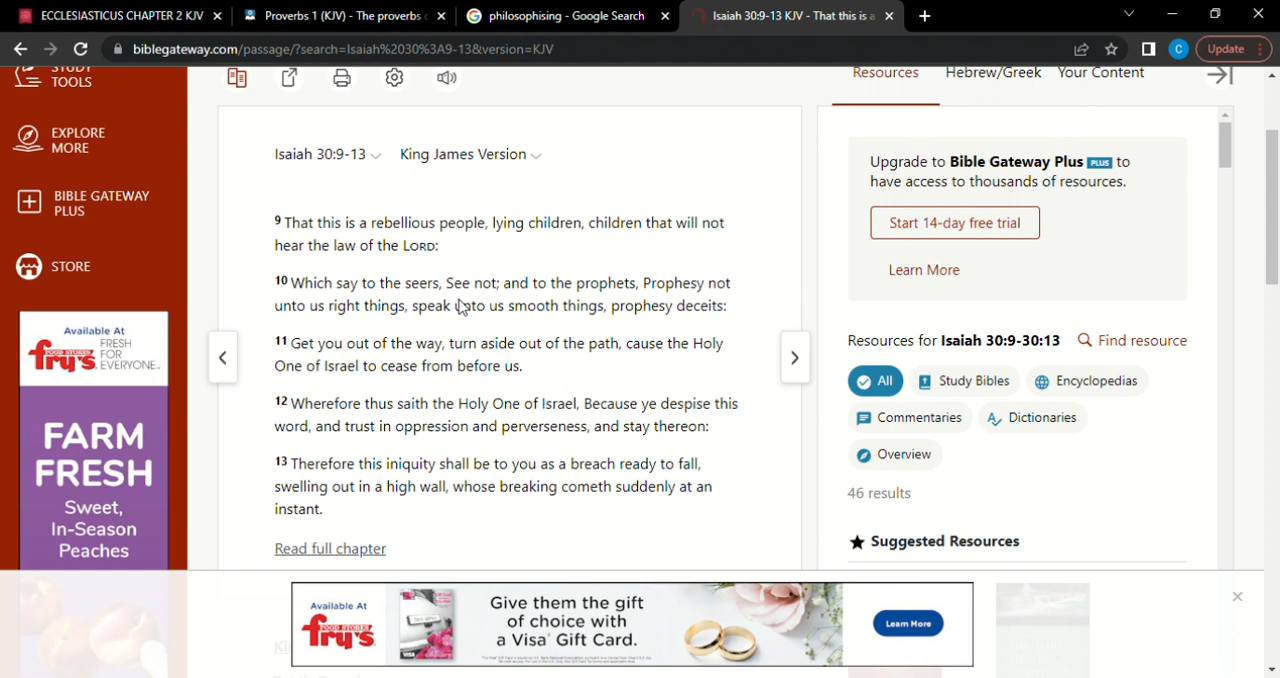 ECCLESIASTICUS CHAPTER 2 KJV
Proverbs 1 (KJV) - The proverbs
philosophising - Google Search
Isaiah 30:9-13 KJV - That this is a
biblegateway.com/passage/?search=Isaiah%2030%3A9-13&version=KJV
C
Update
STUDY
TOOLS
EXPLORE
MORE
BIBLE GATEWAY
PLUS
STORE
Available At
fry's
FOOD STORES
FRESH
FOR
EVERYONE
FARM
FRESH
Sweet,
In-Season
Peaches
Isaiah 30:9-13
King James Version
9 That this is a rebellious people, lying children, children that will not
hear the law of the LORD:
10 Which say to the seers, See not; and to the prophets, Prophesy not
unto us right things, speak unto us smooth things, prophesy deceits:
11 Get you out of the way, turn aside out of the path, cause the Holy
One of Israel to cease from before us.
12 Wherefore thus saith the Holy One of Israel, Because ye despise this
word, and trust in oppression and perverseness, and stay thereon:
13 Therefore this iniquity shall be to you as a breach ready to fall,
swelling out in a high wall, whose breaking cometh suddenly at an
instant.
Read full chapter
Resources
Hebrew/Greek
Your Content
Upgrade to Bible Gateway Plus PLUS to
have access to thousands of resources.
Start 14-day free trial
Learn More
Resources for Isaiah 30:9-30:13
Find resource
All
Study Bibles
Encyclopedias
Commentaries
Dictionaries
Overview
46 results
Suggested Resources
Available At
fry's
FOOD STORES
Give them the gift
of choice with
a Visa® Gift Card.
Learn More